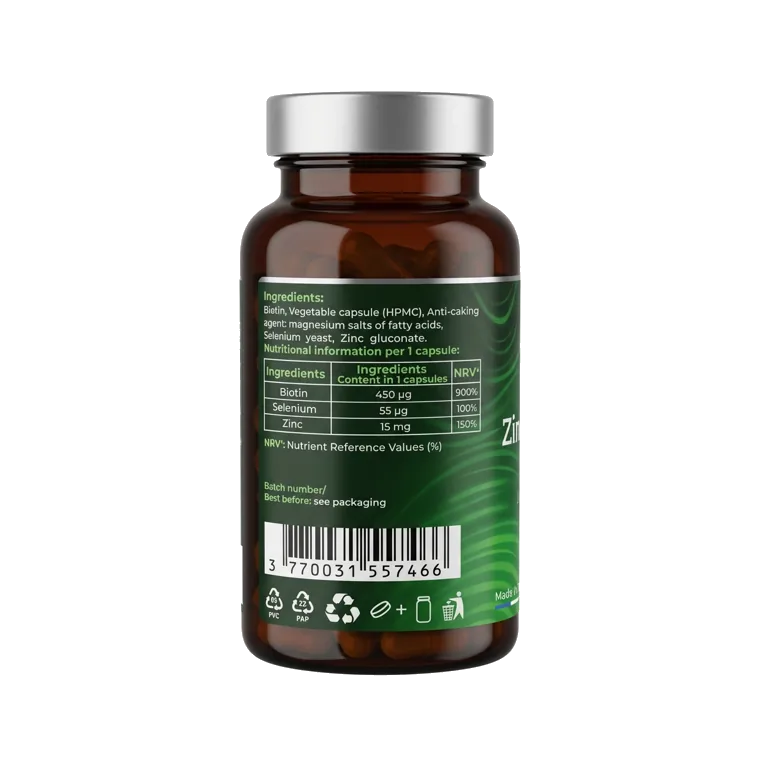 Ingredients:
Biotin, Vegetable capsule (HPMC), Anti-caking
agent: magnesium salts of fatty acids,
Selenium yeast, Zinc gluconate.
Nutritional information per 1 capsule:
Ingredients Ingredients Content in 1 capsules NRV*
Biotin 450 µg 900%
Selenium 55 µg 100%
Zinc 15 mg 150%
NRV*: Nutrient Reference Values (%)
Batch number/
Best before: see packaging
3 770031 557466
PVC PAP
Made